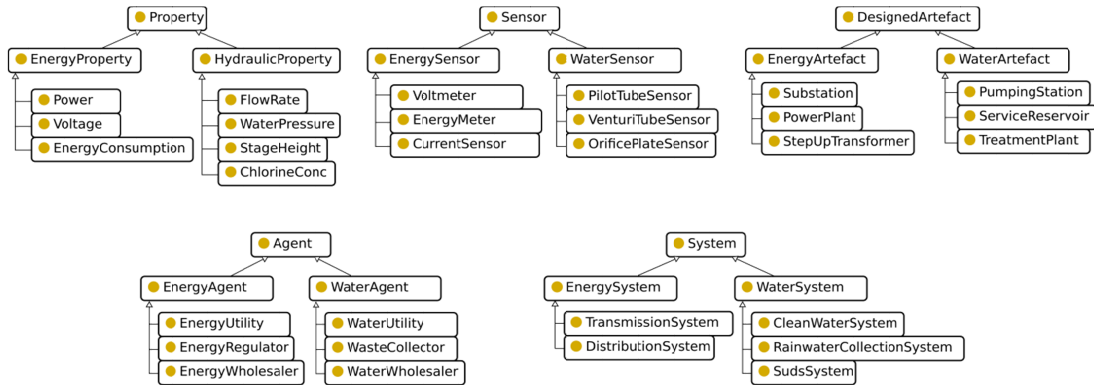 Property
EnergyProperty
HydraulicProperty
Power
Voltage
EnergyConsumption
FlowRate
WaterPressure
StageHeight
ChlorineConc
Sensor
EnergySensor
WaterSensor
Voltmeter
EnergyMeter
CurrentSensor
PilotTubeSensor
VenturiTubeSensor
OrificePlateSensor
DesignedArtefact
EnergyArtefact
WaterArtefact
Substation
PowerPlant
StepUpTransformer
PumpingStation
ServiceReservoir
TreatmentPlant
Agent
EnergyAgent
WaterAgent
EnergyUtility
EnergyRegulator
EnergyWholesaler
WaterUtility
WasteCollector
WaterWholesaler
System
EnergySystem
WaterSystem
TransmissionSystem
DistributionSystem
CleanWaterSystem
RainwaterCollectionSystem
SudsSystem